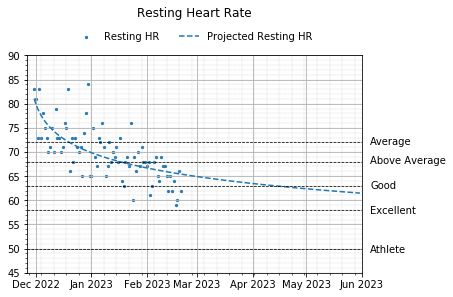 Resting Heart Rate
Resting HR Projected Resting HR
90
85
80
75
70
65
60
55
50
45
Average
Above Average
Good
Excellent
Athlete
Dec 2022 Jan 2023 Feb 2023 Mar 2023 Apr 2023 May 2023 Jun 2023